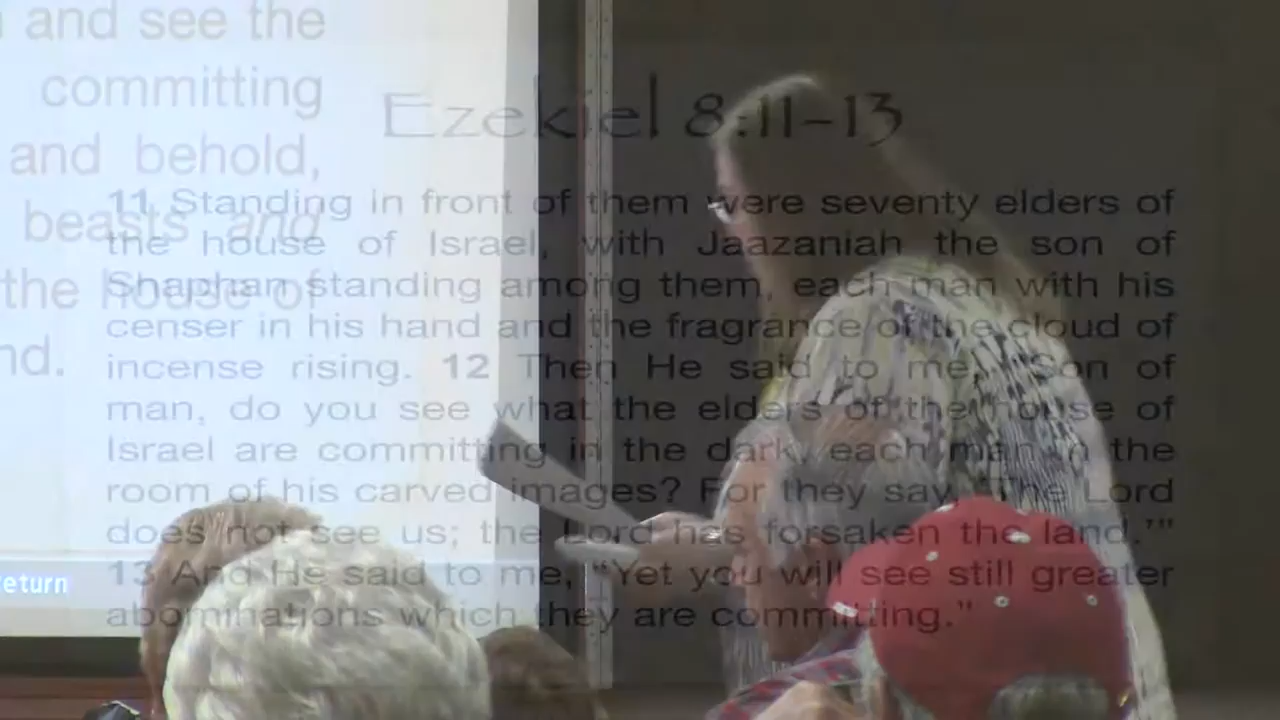 and see the
committing
and behold,
beasts and
the house of
nd.
eturn
Ezekiel 8:11-13
11 Standing in front of them were seventy elders of
the house of Israel, with Jaazaniah the son of
Shaphan standing among them, each man with his
censer in his hand and the fragrance of the cloud of
incense rising. 12 Then He said to me, "Son of
man, do you see what the elders of the house of
Israel are committing in the dark, each man in the
room of his carved images? For they say, 'The Lord
does not see us; the Lord has forsaken the land.'"
13 And He said to me, "Yet you will see still greater
abominations which they are committing."